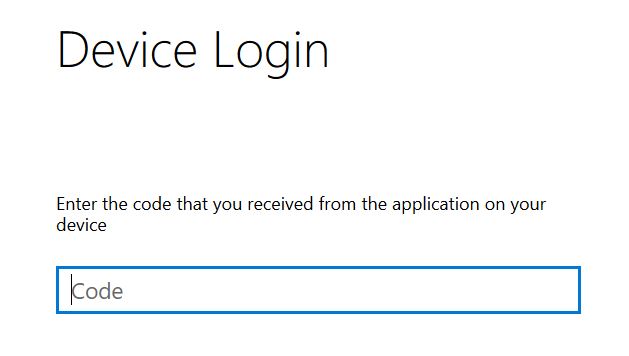 Device Login
Enter the code that you received from the application on your
device
Code